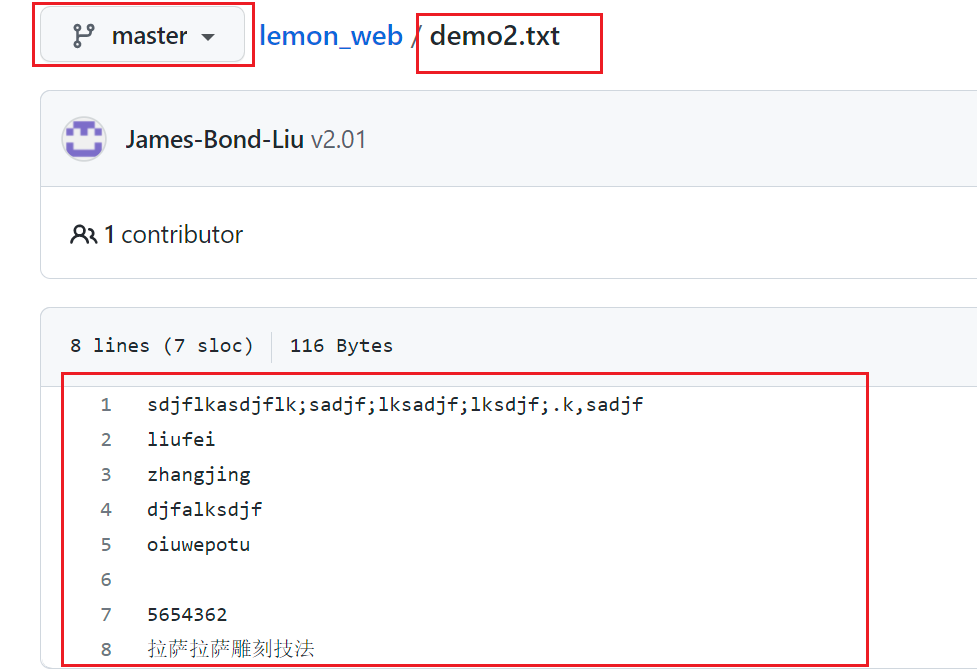 master lemon_web / demo2.txt
James-Bond-Liu v2.01
1 contributor
8 lines (7 sloc) 116 Bytes
1 sdjflkasdjflk;sadjf;lksadjf;lksdjf;.k,sadjf
2 liufei
3 zhangjing
4 djfalksdjf
5 oiuwepotu
6
7 5654362
8 拉萨拉萨雕刻技法